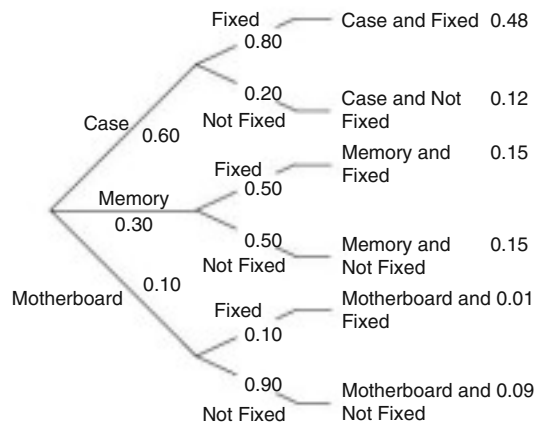 Fixed
0.80
Case and Fixed 0.48
0.20
Not Fixed
Case and Not 0.12
Fixed
Case
0.60
Fixed
0.50
Memory and 0.15
Fixed
Memory
0.30
0.50
Not Fixed
Memory and 0.15
Not Fixed
0.10
Motherboard
Fixed
0.10
Motherboard and 0.01
Fixed
0.90
Not Fixed
Motherboard and 0.09
Not Fixed